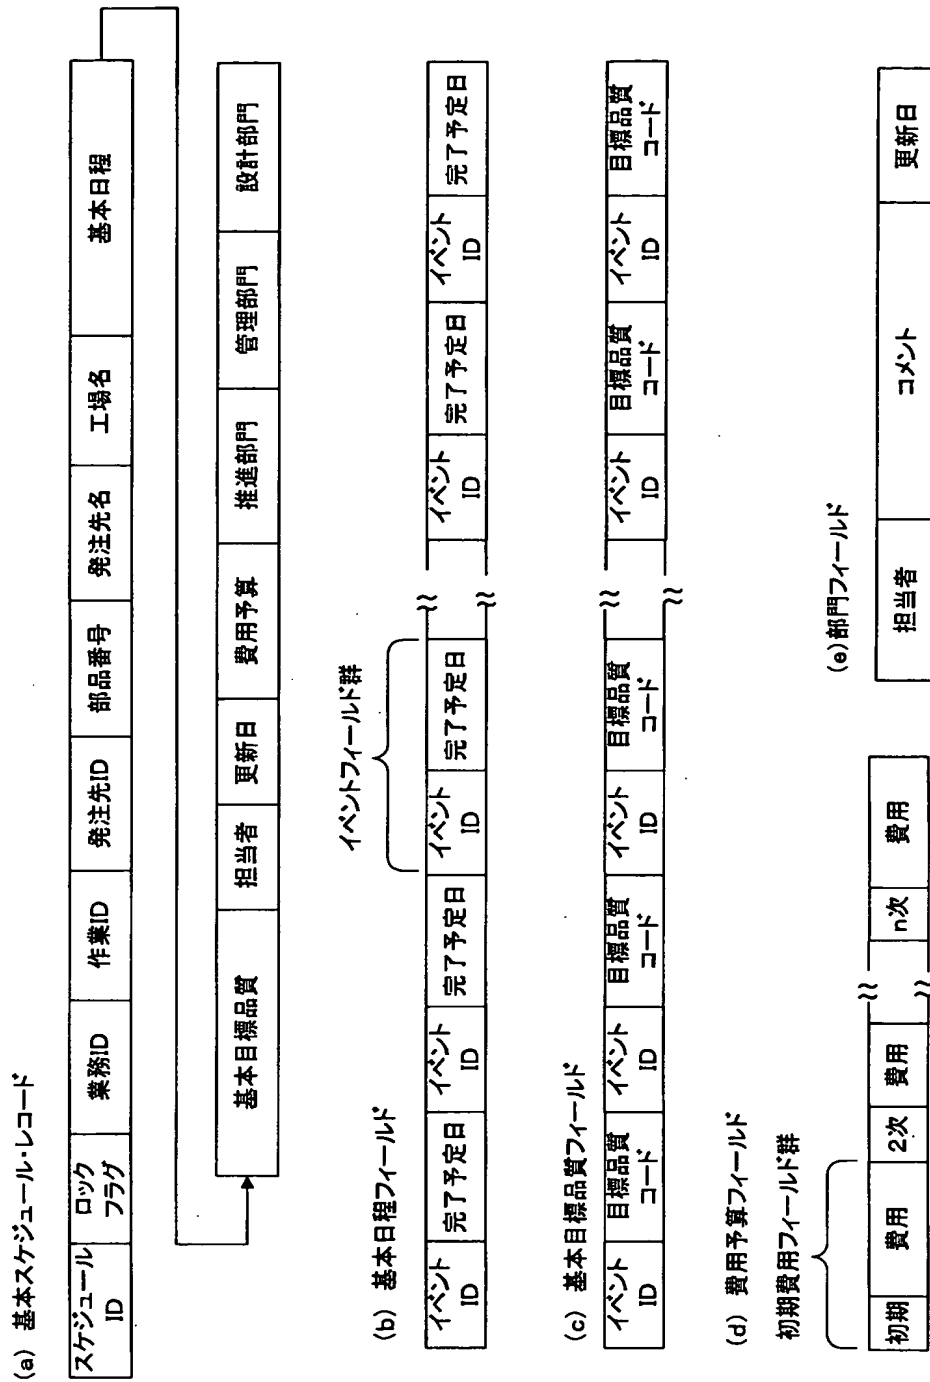 (a) 基本スケジュール・レコード
スケジュール
ID
ロック
フラグ
業務ID
作業ID
発注先ID
部品番号
発注先名
工場名
基本日程
基本目標品質
担当者
更新日
費用予算
推進部門
管理部門
設計部門
(b) 基本日程フィールド
イベントフィールド群
イベント
ID
完了予定日
イベント
ID
完了予定日
イベント
ID
完了予定日
イベント
ID
完了予定日
イベント
ID
完了予定日
(c) 基本目標品質フィールド
イベント
ID
目標品質
コード
イベント
ID
目標品質
コード
イベント
ID
目標品質
コード
イベント
ID
目標品質
コード
イベント
ID
目標品質
コード
(d) 費用予算フィールド
初期費用フィールド群
初期
費用
2次
費用
n次
費用
(e)部門フィールド
担当者
コメント
更新日